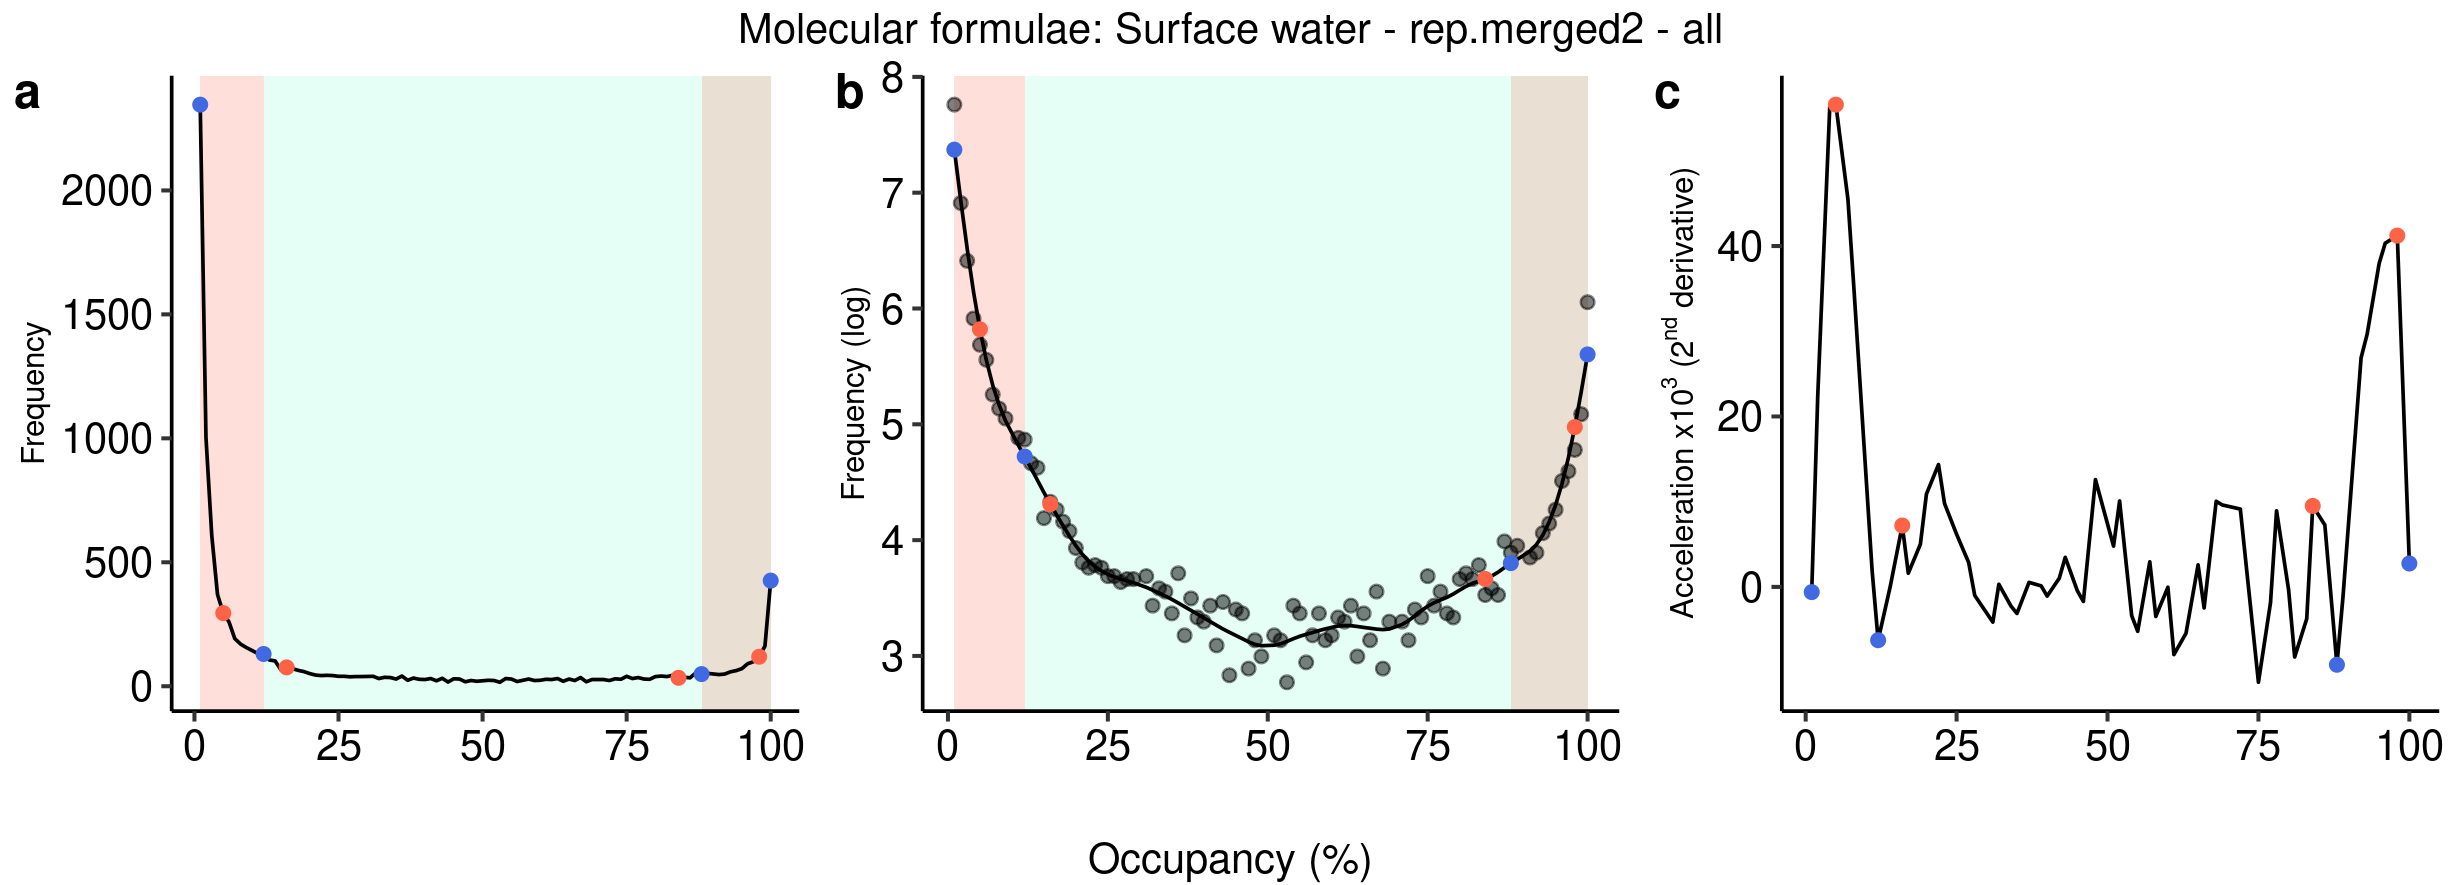 Molecular formulae: Surface water - rep.merged2 - all
a
Frequency
2000
1500
1000
500
0
0 25 50 75 100
b
Frequency (log)
8
7
6
5
4
3
0 25 50 75 100
c
Acceleration x10³ (2ⁿᵈ derivative)
40
20
0
0 25 50 75 100
Occupancy (%)